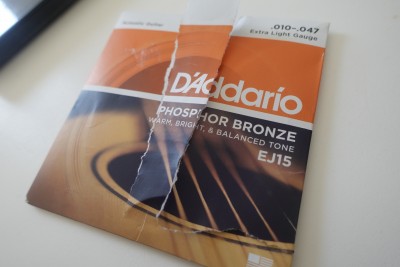 Acoustic Guitar
.010-.047
Extra Light Gauge
D'Addario
PHOSPHOR BRONZE
WARM, BRIGHT, & BALANCED TONE
EJ15